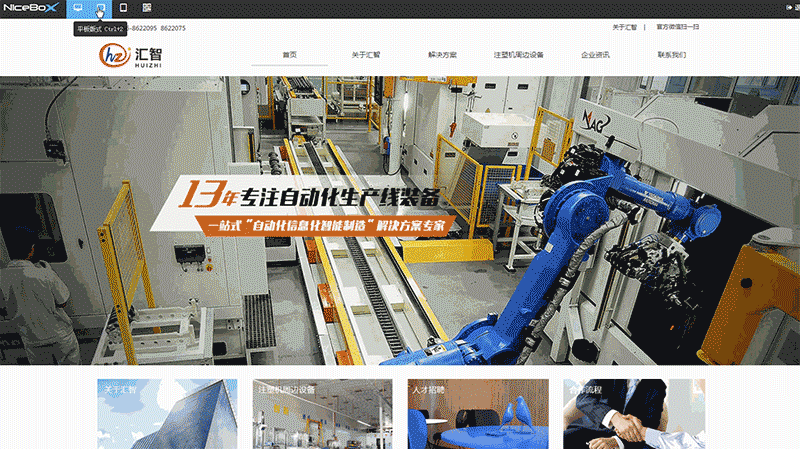 NiceBox
平板版式 Ctrl+2
-8622095 8622075
关于汇智 | 官方微信扫一扫
hz 汇智
HUIZHI
首页 关于汇智 解决方案 注塑机周边设备 企业资讯 联系我们
13年专注自动化生产线装备
一站式“自动化信息化智能制造“解决方案专家
关于汇智 注塑机周边设备 人才招聘 合作流程